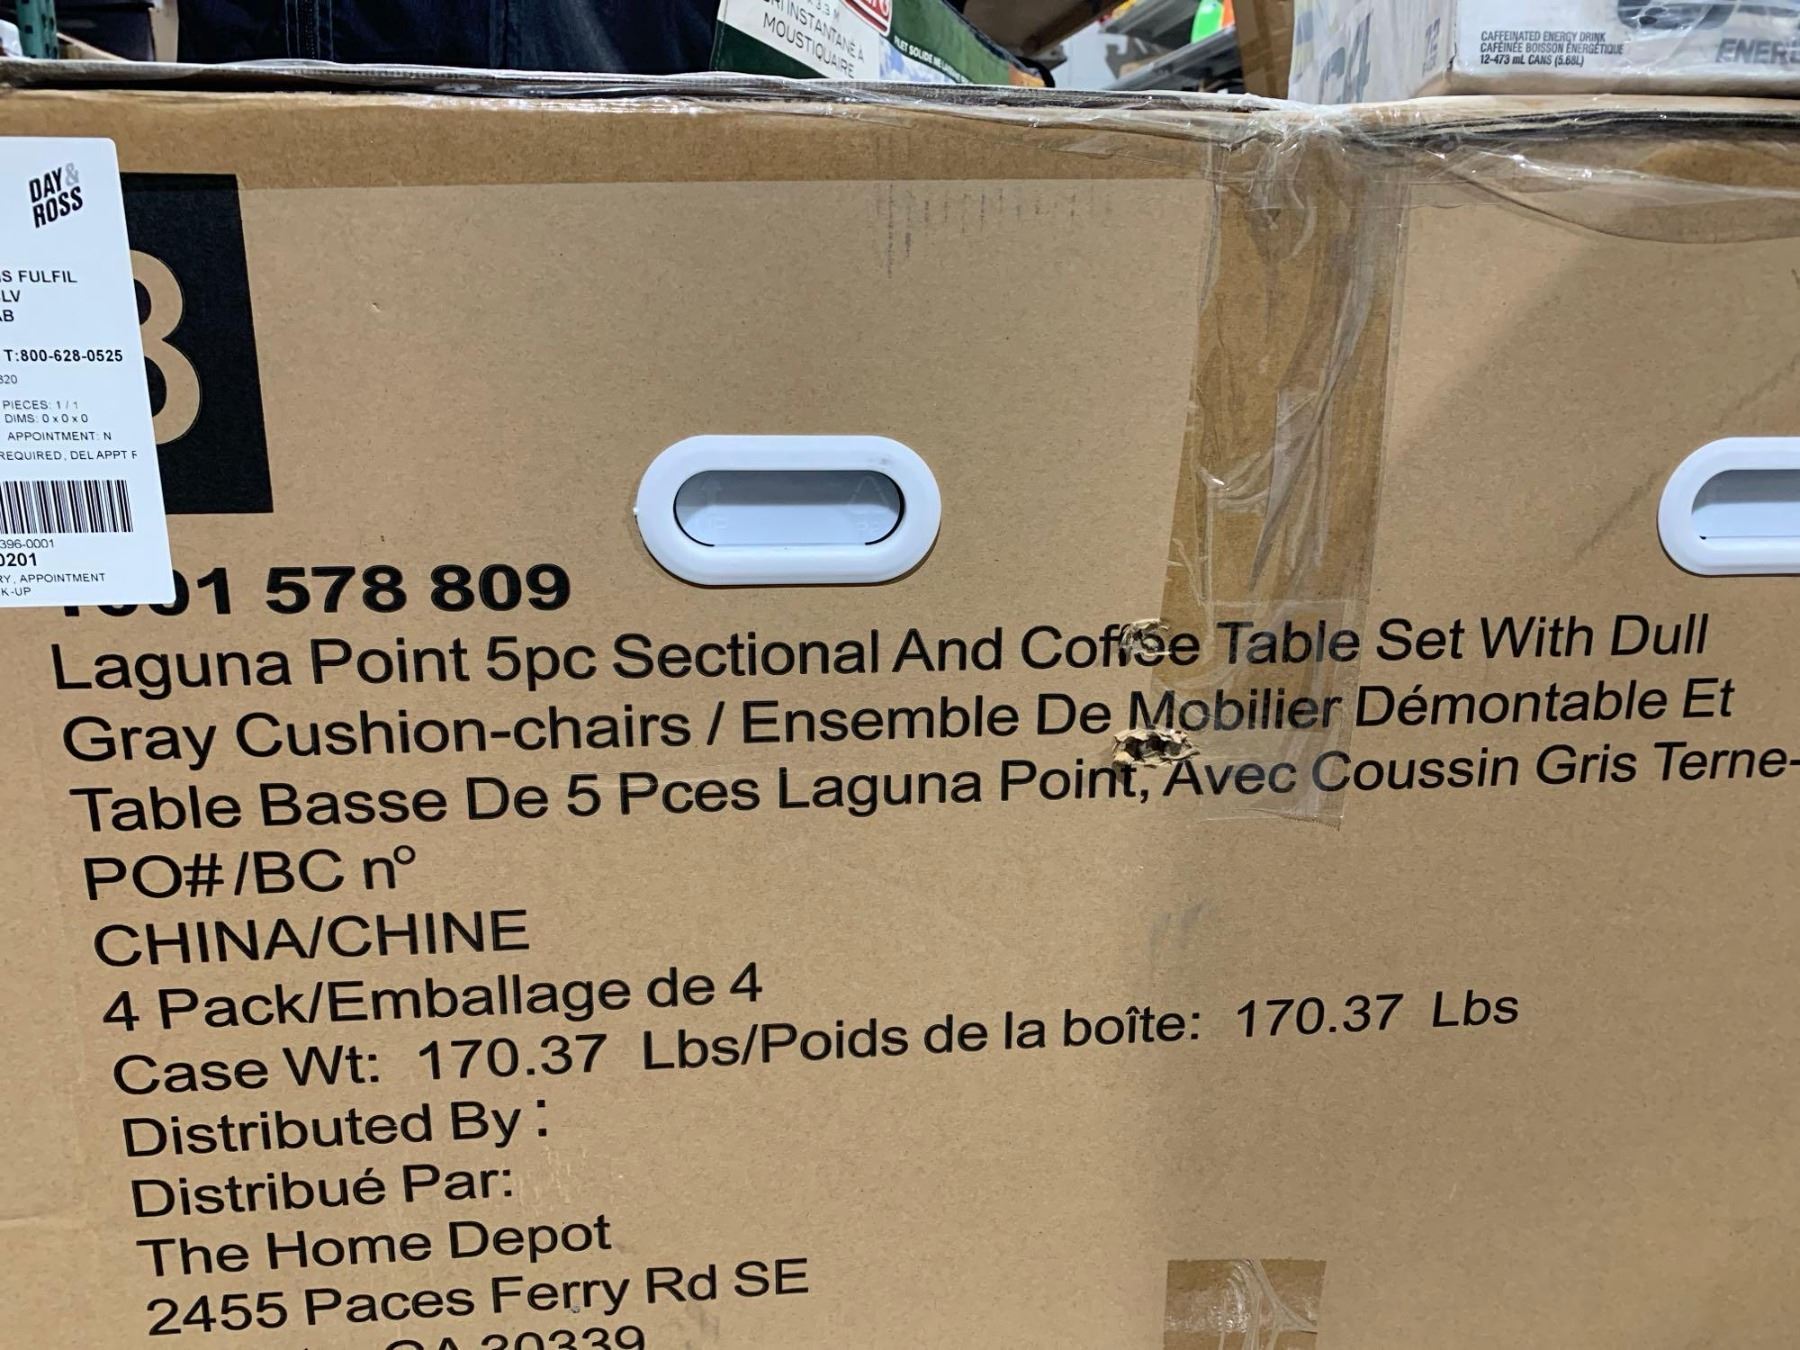 INSTANTANÉ À
MOUSTIQUAIRE
CAFFEINATED ENERGY DRINK
CAFÉINÉE BOISSON ÉNERGÉTIQUE
12-473 mL CANS (5.68L)
DAY &
ROSS
FULFIL
T:800-628-0525
PIECES: 1 / 1
DIMS: 0 x 0 x 0
APPOINTMENT: N
REQUIRED, DEL APPT
396-0001
0201
APPOINTMENT
578 809
Laguna Point 5pc Sectional And Coffee Table Set With Dull
Gray Cushion-chairs / Ensemble De Mobilier Démontable Et
Table Basse De 5 Pces Laguna Point, Avec Coussin Gris Terne-
PO#/BC nº
CHINA/CHINE
4 Pack/Emballage de 4
Case Wt: 170.37 Lbs/Poids de la boîte: 170.37 Lbs
Distributed By:
Distribué Par:
The Home Depot
2455 Paces Ferry Rd SE
GA 30339